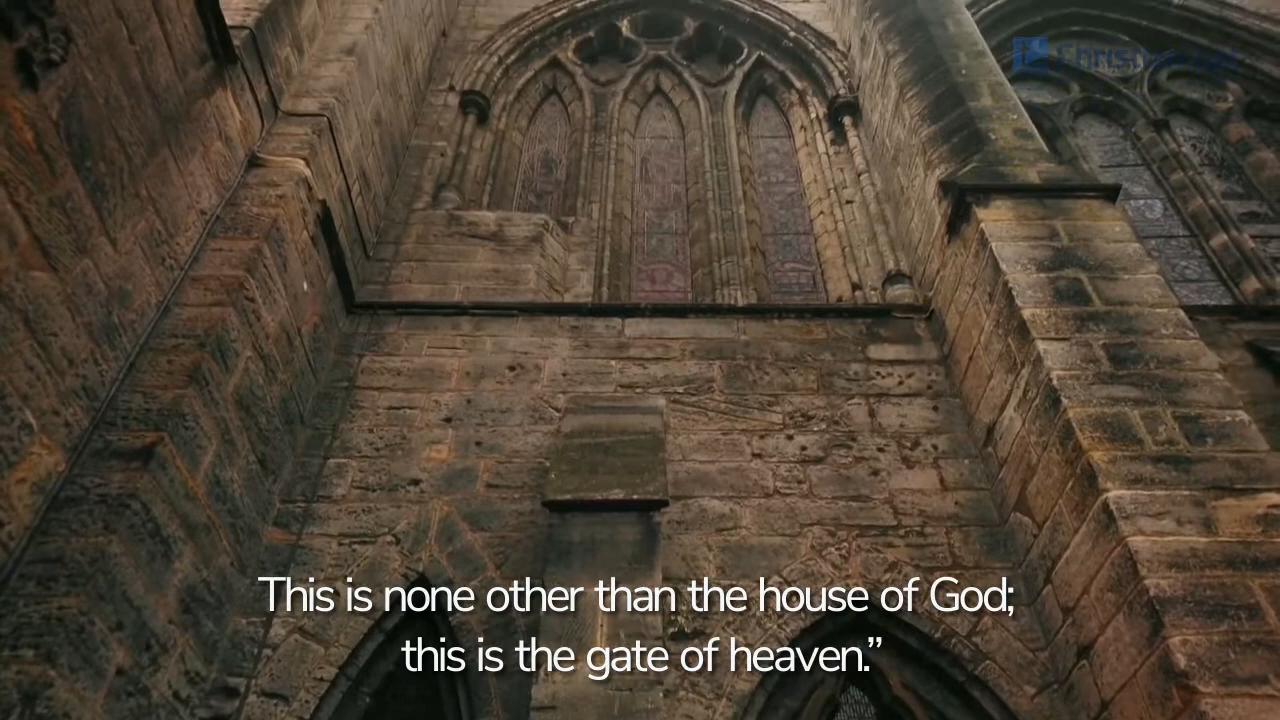 This is none other than the house of God;
this is the gate of heaven.”